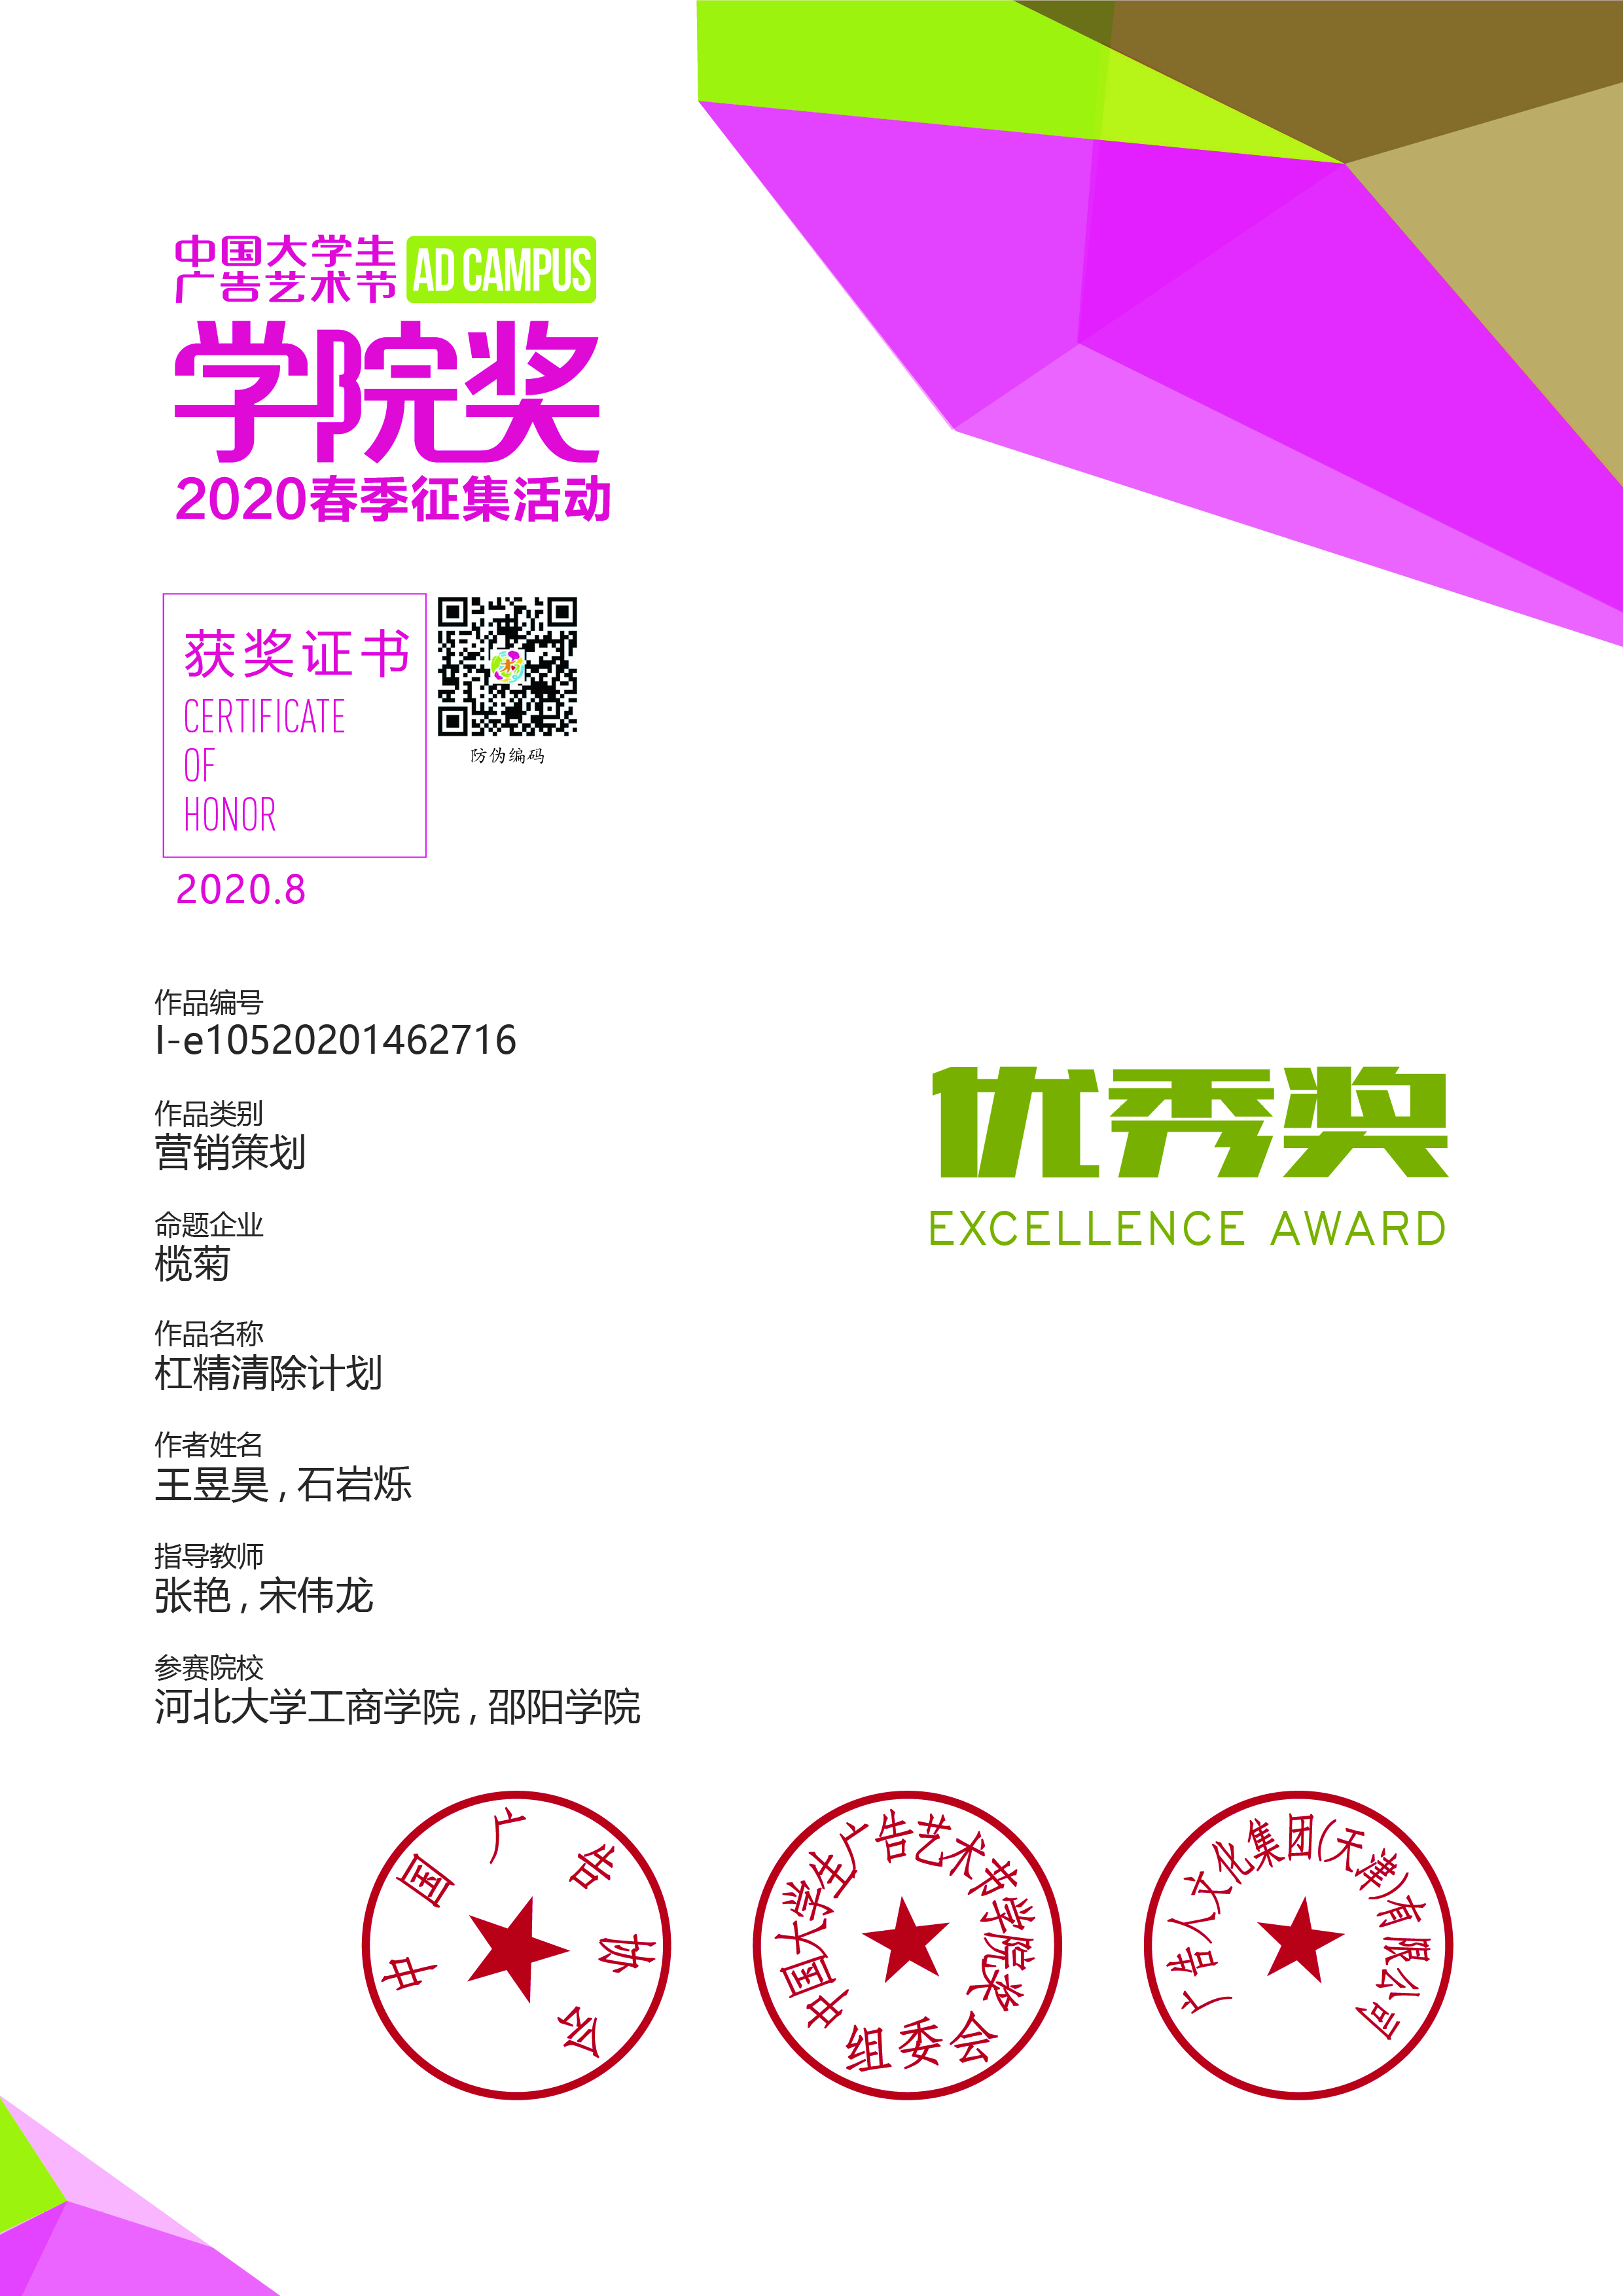 中国大学生
广告艺术节
AD CAMPUS
学院奖
2020春季征集活动
获奖证书
CERTIFICATE
OF
HONOR
防伪编码
2020.8
作品编号
I-e10520201462716
作品类别
营销策划
命题企业
榄菊
作品名称
杠精清除计划
作者姓名
王昱昊 , 石岩烁
指导教师
张艳 , 宋伟龙
参赛院校
河北大学工商学院 , 邵阳学院
优秀奖
EXCELLENCE AWARD
中国广告协会
中国大学生广告艺术节学院奖
组委会
广告人文化集团(天津)有限公司